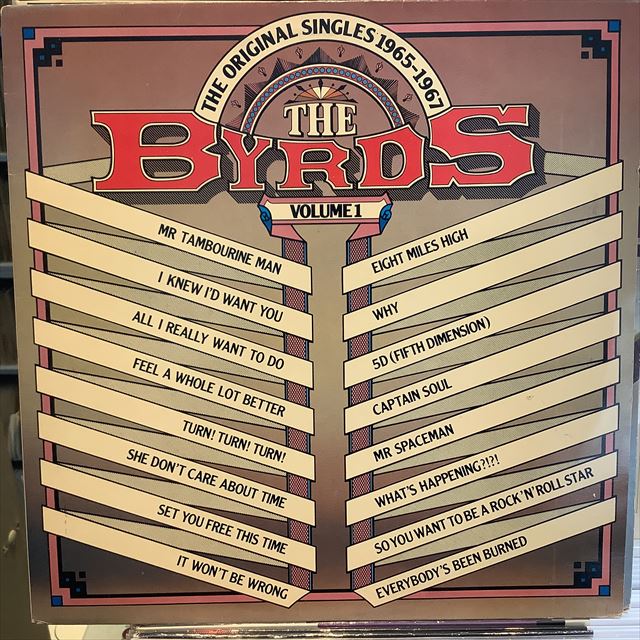 THE ORIGINAL SINGLES 1965-1967
THE
BYRDS
VOLUME 1
MR TAMBOURINE MAN
I KNEW I'D WANT YOU
ALL I REALLY WANT TO DO
FEEL A WHOLE LOT BETTER
TURN! TURN! TURN!
SHE DON'T CARE ABOUT TIME
SET YOU FREE THIS TIME
IT WON'T BE WRONG
EIGHT MILES HIGH
WHY
5D (FIFTH DIMENSION)
CAPTAIN SOUL
MR SPACEMAN
WHAT'S HAPPENING?!?!
SO YOU WANT TO BE A ROCK'N'ROLL STAR
EVERYBODY'S BEEN BURNED